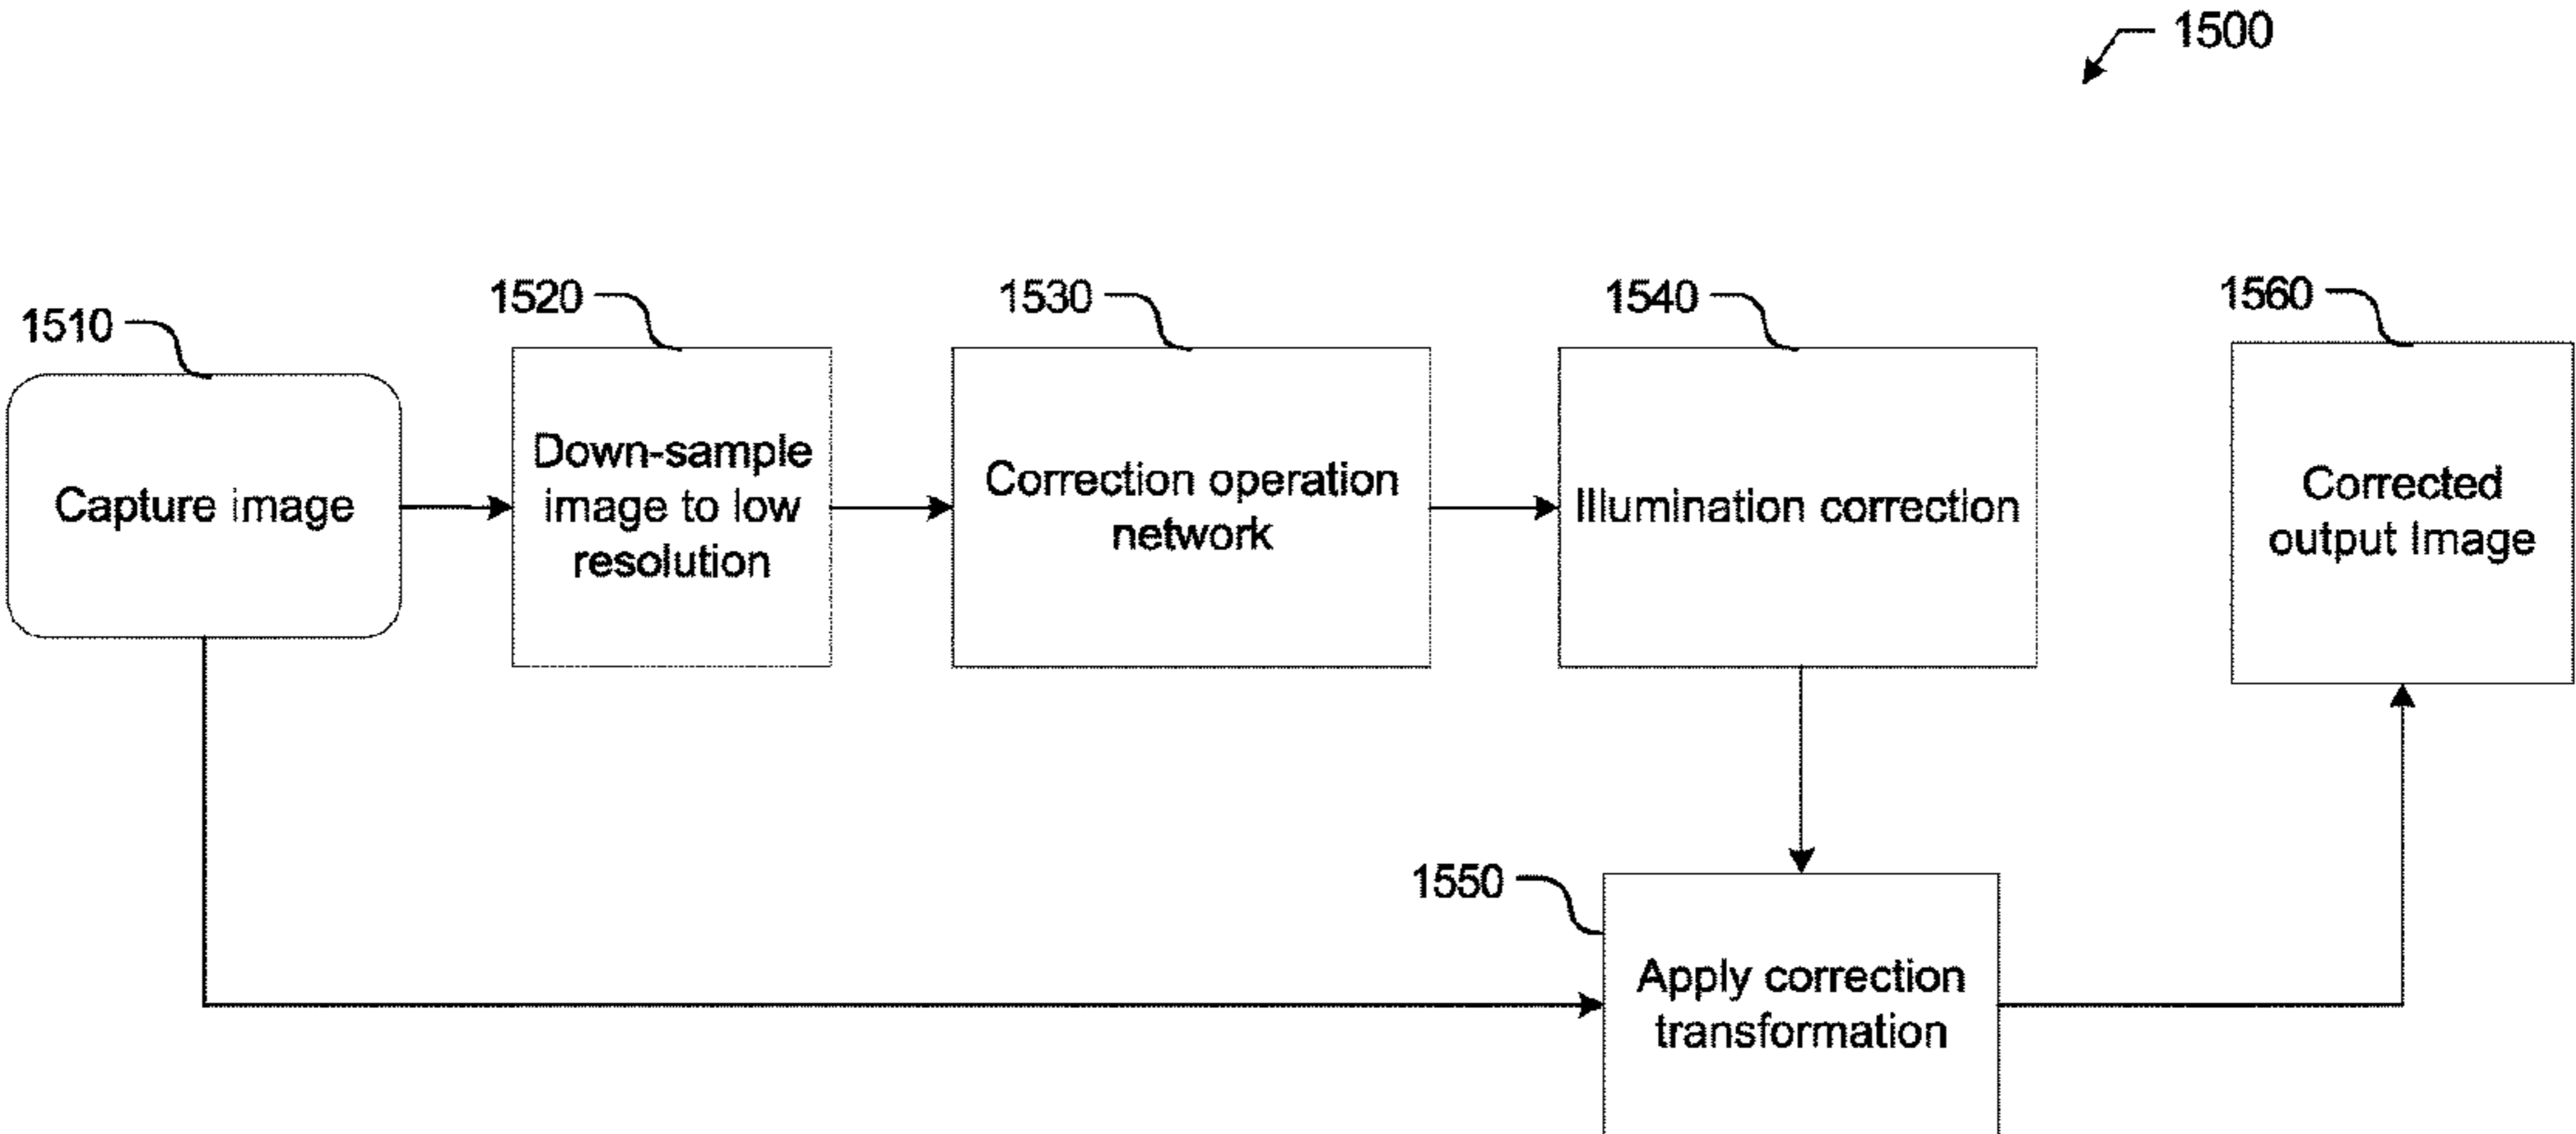 1500
1510
1520
1530
1540
1560
Capture image
Down-sample
image to low
resolution
Correction operation
network
Illumination correction
Corrected
output Image
1550
Apply correction
transformation